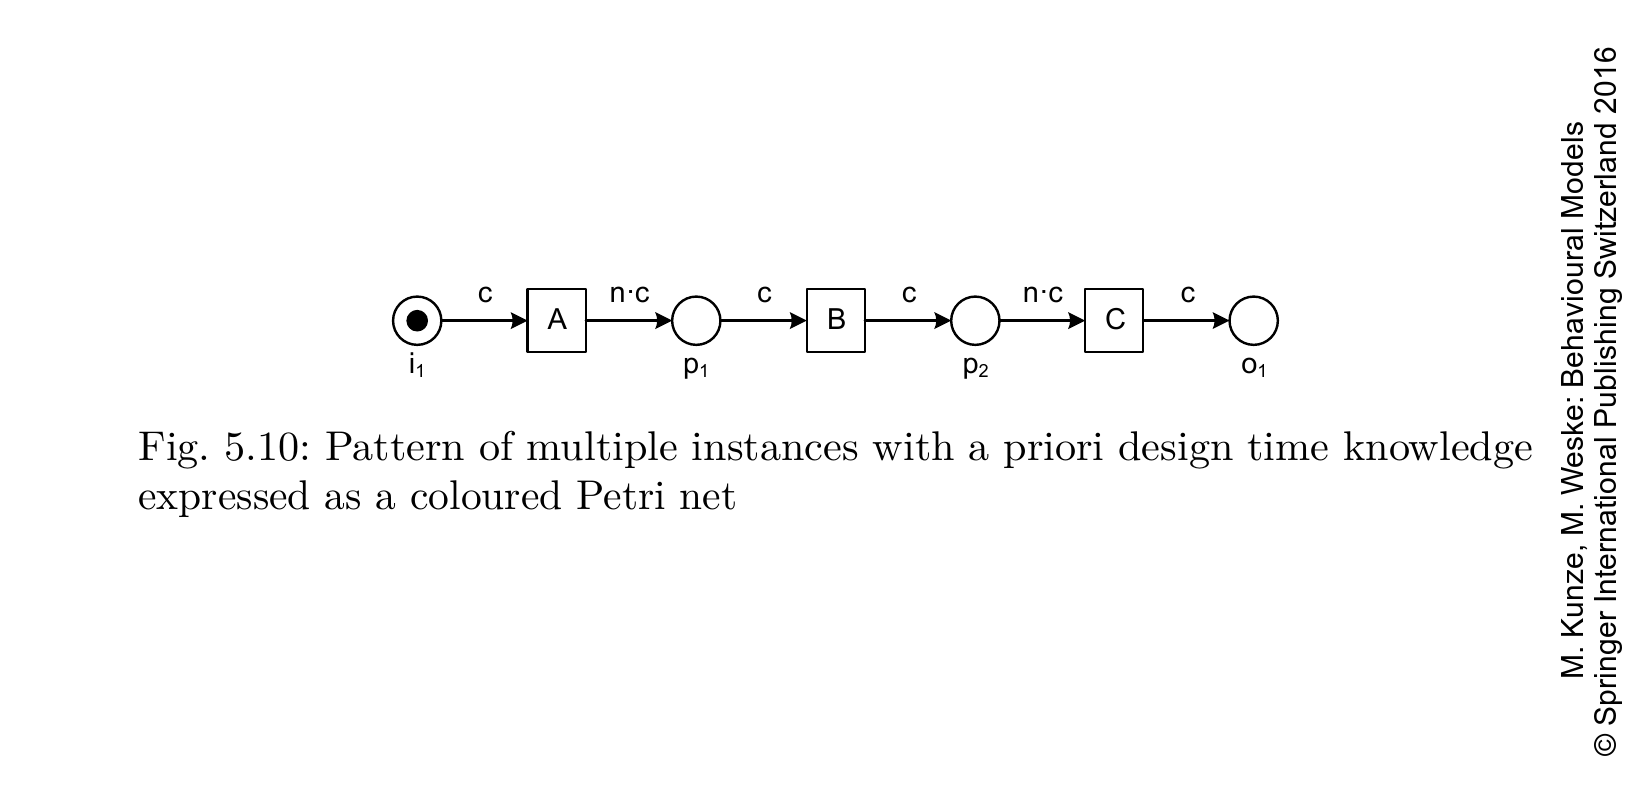 c n·c c c n·c c
A B C
i₁ p₁ p₂ o₁
Fig. 5.10: Pattern of multiple instances with a priori design time knowledge
expressed as a coloured Petri net
M. Kunze, M. Weske: Behavioural Models
© Springer International Publishing Switzerland 2016